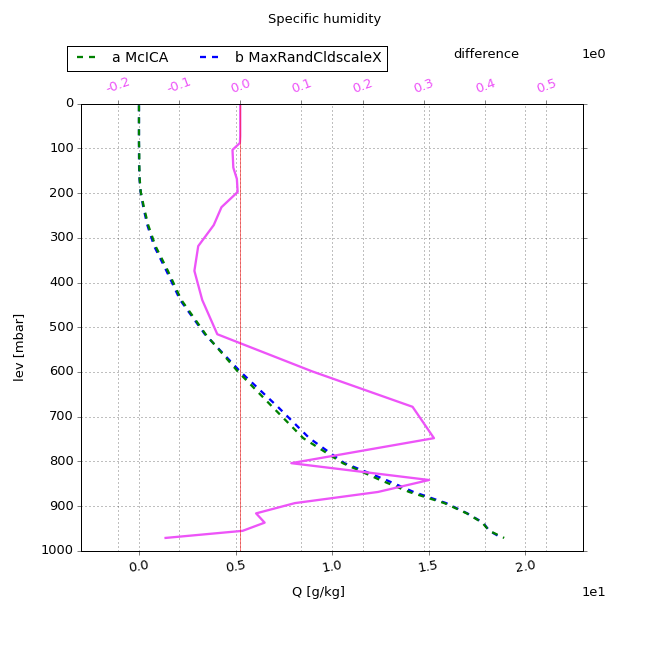 Specific humidity
a McICA b MaxRandCldscaleX difference 1e0
-0.2 -0.1 0.0 0.1 0.2 0.3 0.4 0.5
0
100
200
300
400
500
600
700
800
900
1000
lev [mbar]
0.0 0.5 1.0 1.5 2.0
Q [g/kg] 1e1